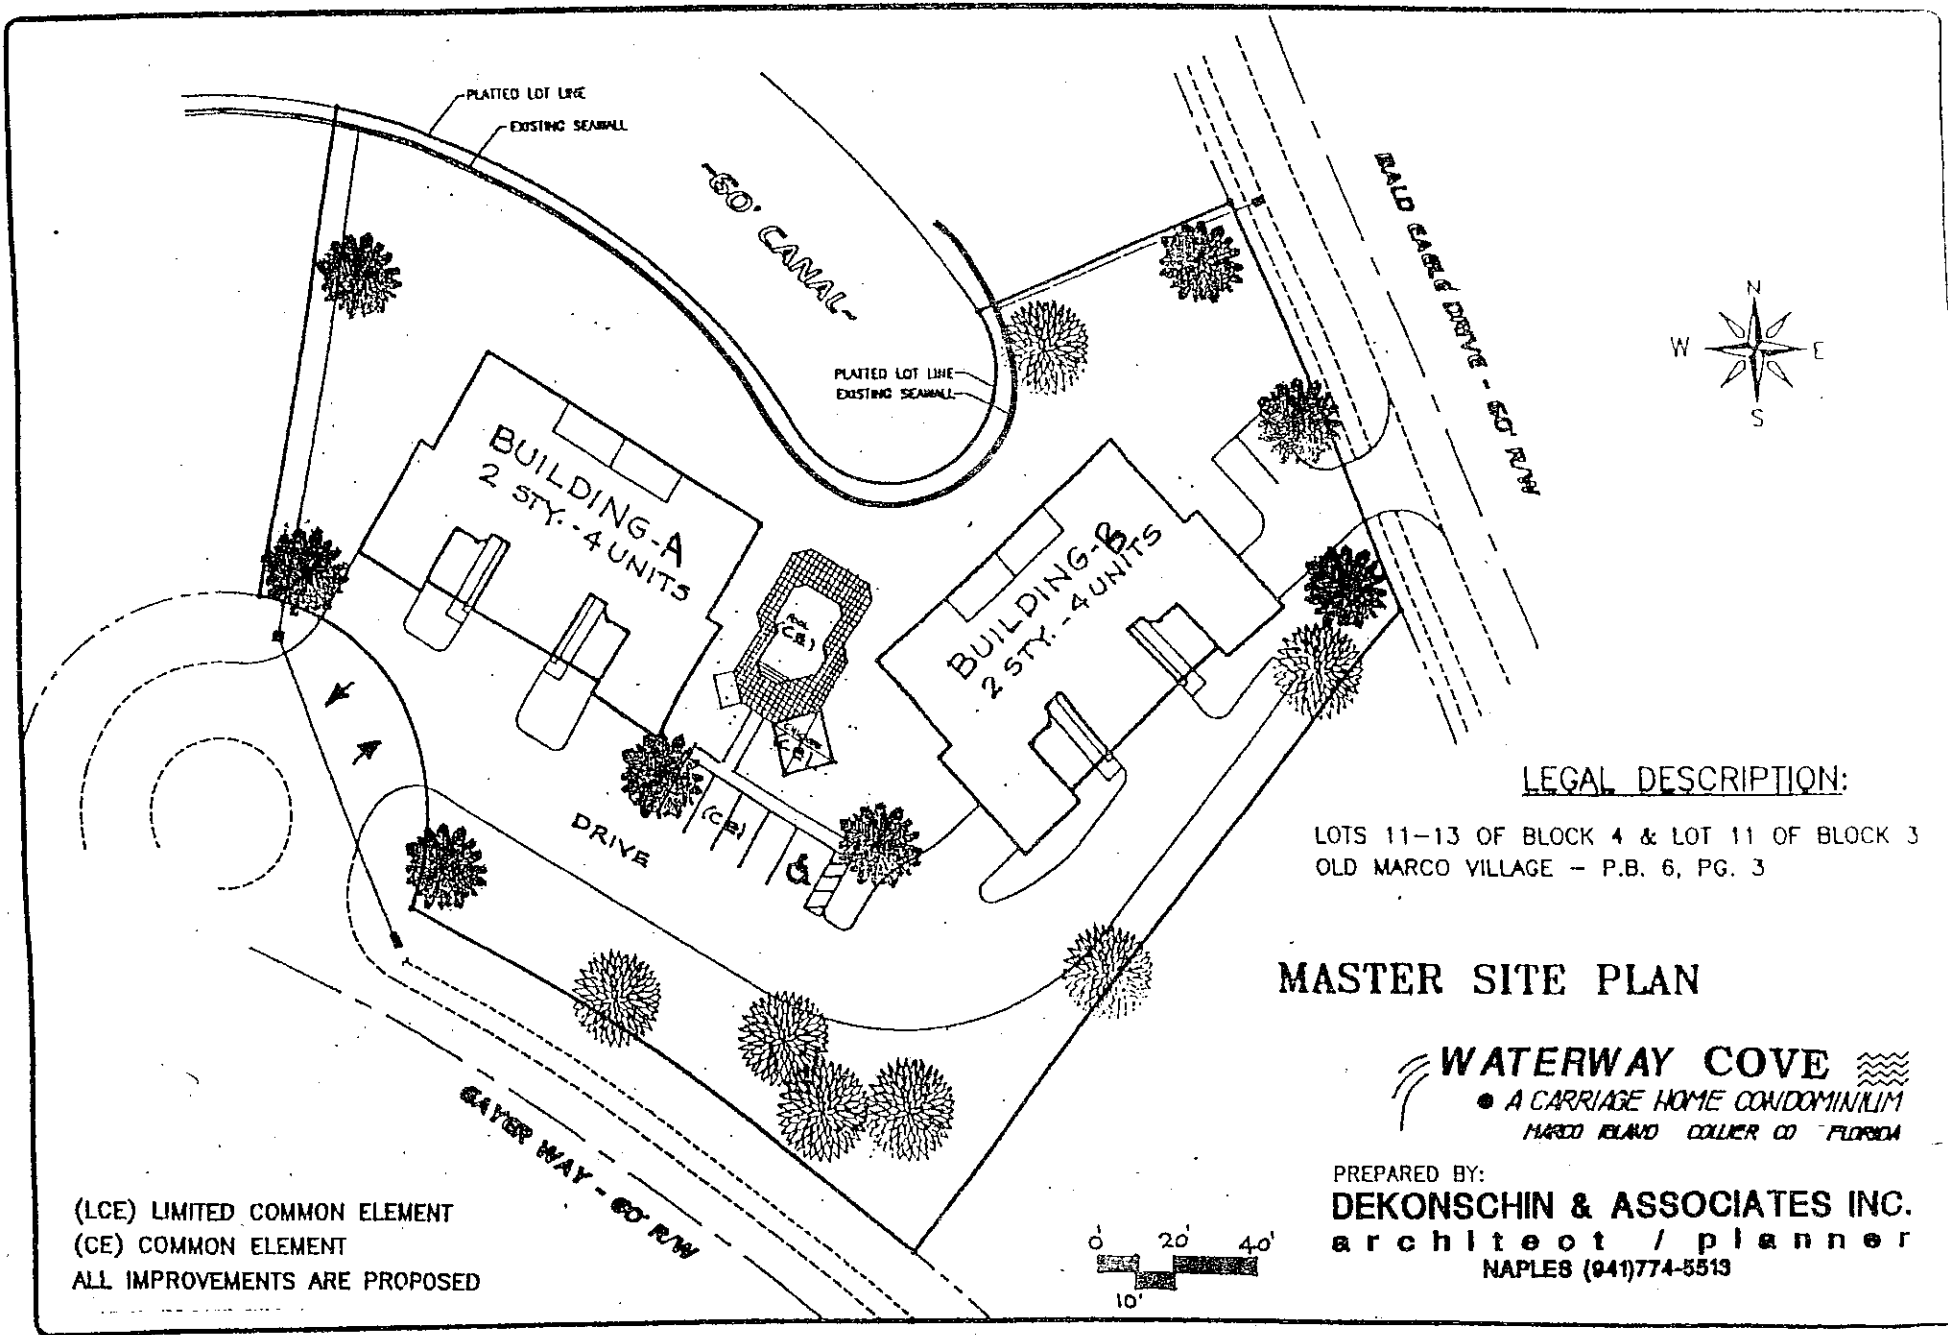 PLATTED LOT LINE
EXISTING SEAWALL
~60' CANAL~
BALD EAGLE DRIVE - 60' R/W
N
W E
S
PLATTED LOT LINE
EXISTING SEAWALL
BUILDING-A
2 STY.-4 UNITS
BUILDING-B
2 STY.-4 UNITS
POOL
(CE)
(CE)
(CE)
DRIVE
LEGAL DESCRIPTION:
LOTS 11-13 OF BLOCK 4 & LOT 11 OF BLOCK 3
OLD MARCO VILLAGE - P.B. 6, PG. 3
MASTER SITE PLAN
WATERWAY COVE
A CARRIAGE HOME CONDOMINIUM
MARCO ISLAND COLLIER CO FLORIDA
WAY - 60' R/W
PREPARED BY:
DEKONSCHIN & ASSOCIATES INC.
architect / planner
NAPLES (941)774-5513
(LCE) LIMITED COMMON ELEMENT
(CE) COMMON ELEMENT
ALL IMPROVEMENTS ARE PROPOSED
0' 20' 40'
10'